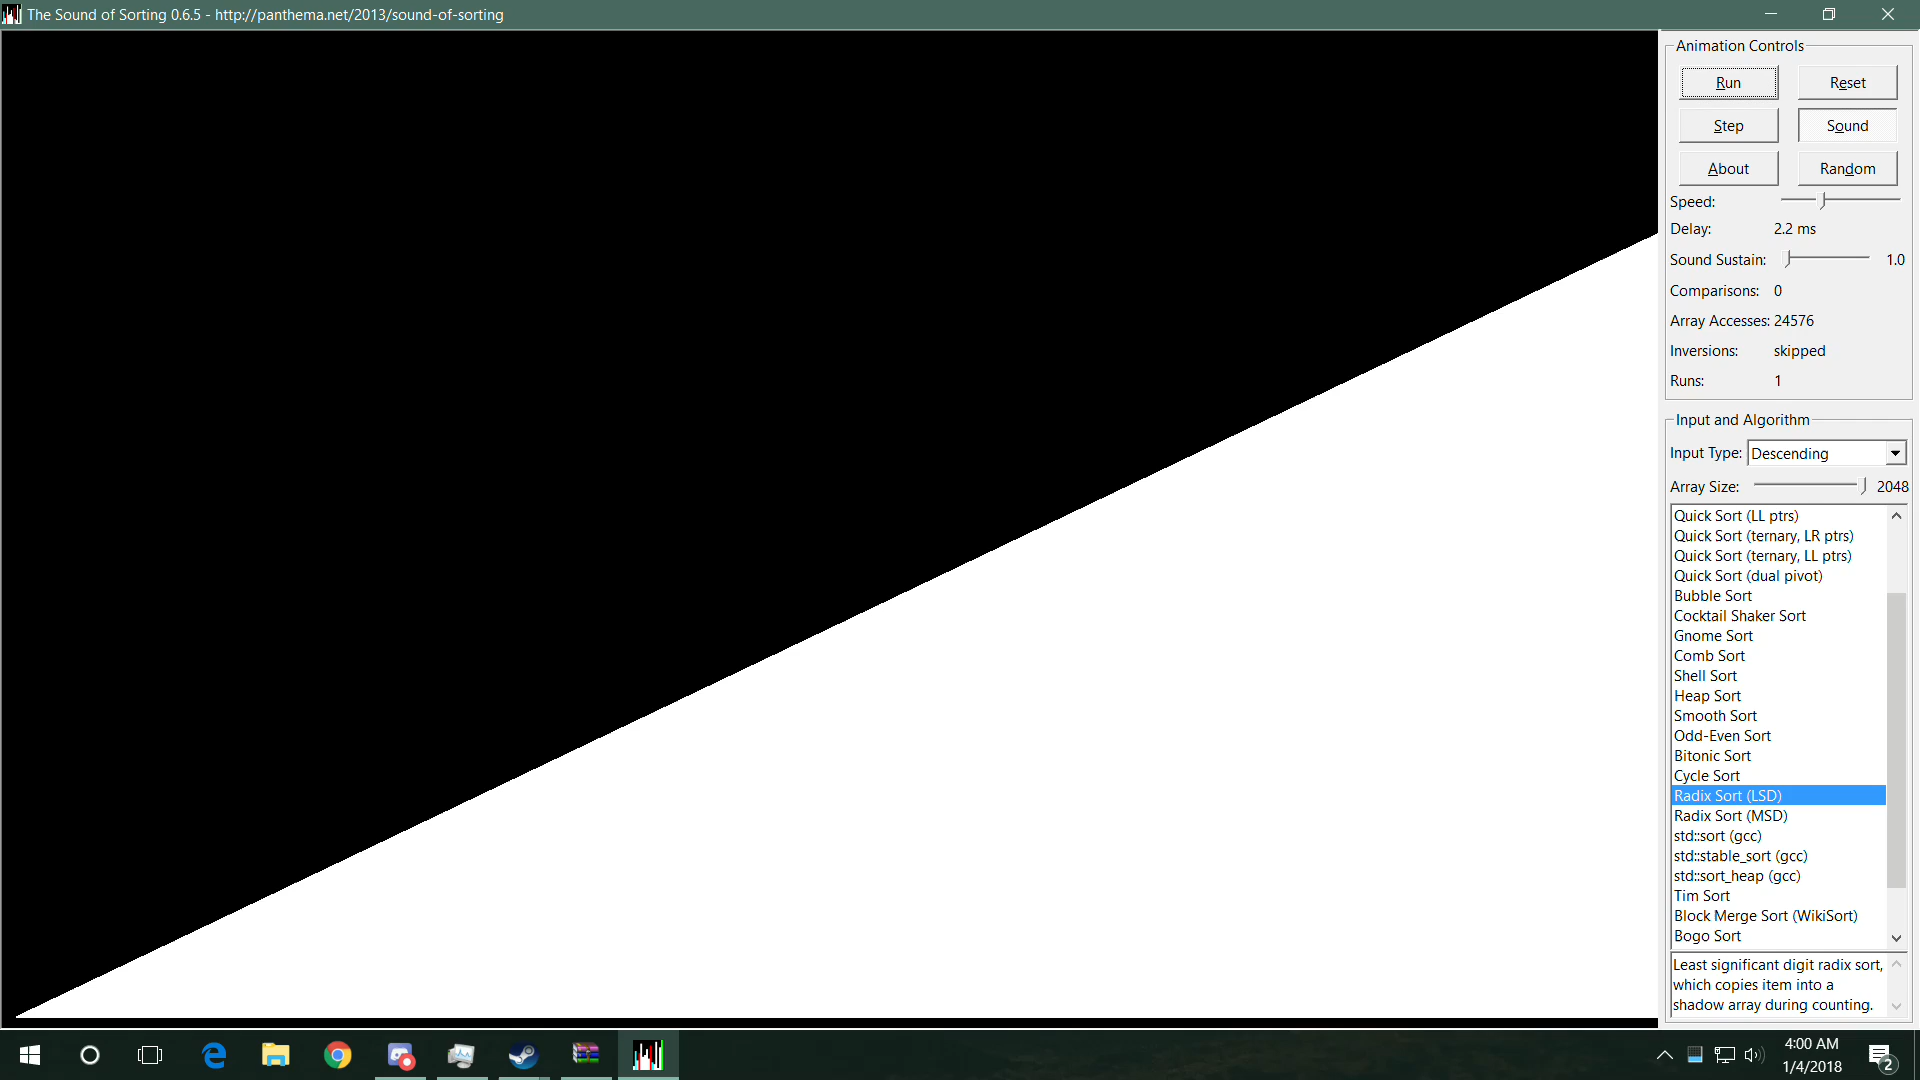 The Sound of Sorting 0.6.5 - http://panthema.net/2013/sound-of-sorting
Animation Controls
Run Reset
Step Sound
About Random
Speed:
Delay: 2.2 ms
Sound Sustain: 1.0
Comparisons: 0
Array Accesses: 24576
Inversions: skipped
Runs: 1
Input and Algorithm
Input Type: Descending
Array Size: 2048
Quick Sort (LL ptrs)
Quick Sort (ternary, LR ptrs)
Quick Sort (ternary, LL ptrs)
Quick Sort (dual pivot)
Bubble Sort
Cocktail Shaker Sort
Gnome Sort
Comb Sort
Shell Sort
Heap Sort
Smooth Sort
Odd-Even Sort
Bitonic Sort
Cycle Sort
Radix Sort (LSD)
Radix Sort (MSD)
std::sort (gcc)
std::stable_sort (gcc)
std::sort_heap (gcc)
Tim Sort
Block Merge Sort (WikiSort)
Bogo Sort
Least significant digit radix sort,
which copies item into a
shadow array during counting.
4:00 AM
1/4/2018
2